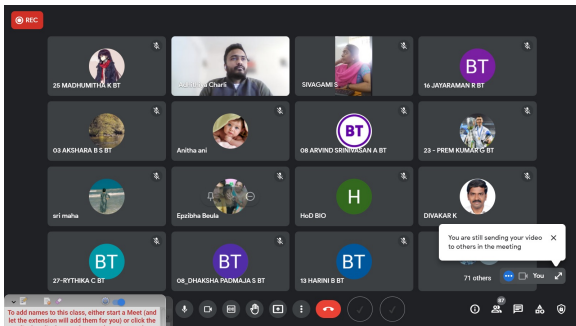 REC
25 MADHUMITHA K BT
SIVAGAMI S
BT
16 JAYARAMAN R BT
03 AKSHARA B S BT
Anitha ani
BT
08 ARVIND SRINIVASAN A BT
23 - PREM KUMAR G BT
sri maha
Epzibha Beula
H
HoD BIO
DIVAKAR K
You are still sending your video
to others in the meeting
BT
27-RYTHIKA C BT
BT
08_DHAKSHA PADMAJA S BT
BT
13 HARINI B BT
71 others
You
87
To add names to this class, either start a Meet (and
let the extension will add them for you) or click the